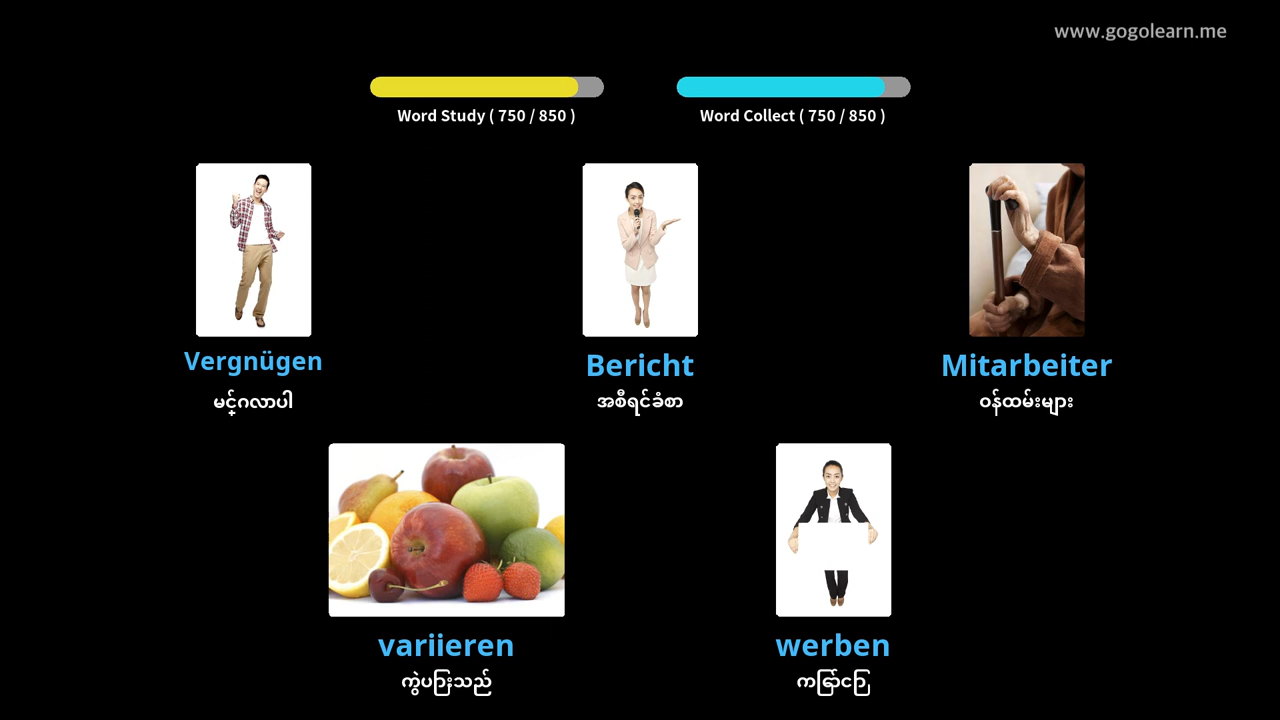 www.gogolearn.me
Word Study ( 750 / 850 )
Word Collect ( 750 / 850 )
Vergnügen
Bericht
Mitarbeiter
မင်္ဂလာပါ
အစီရင်ခံစာ
ဝန်ထမ်းများ
variieren
werben
ကွဲပြားသည်
ကြော်ငြာ